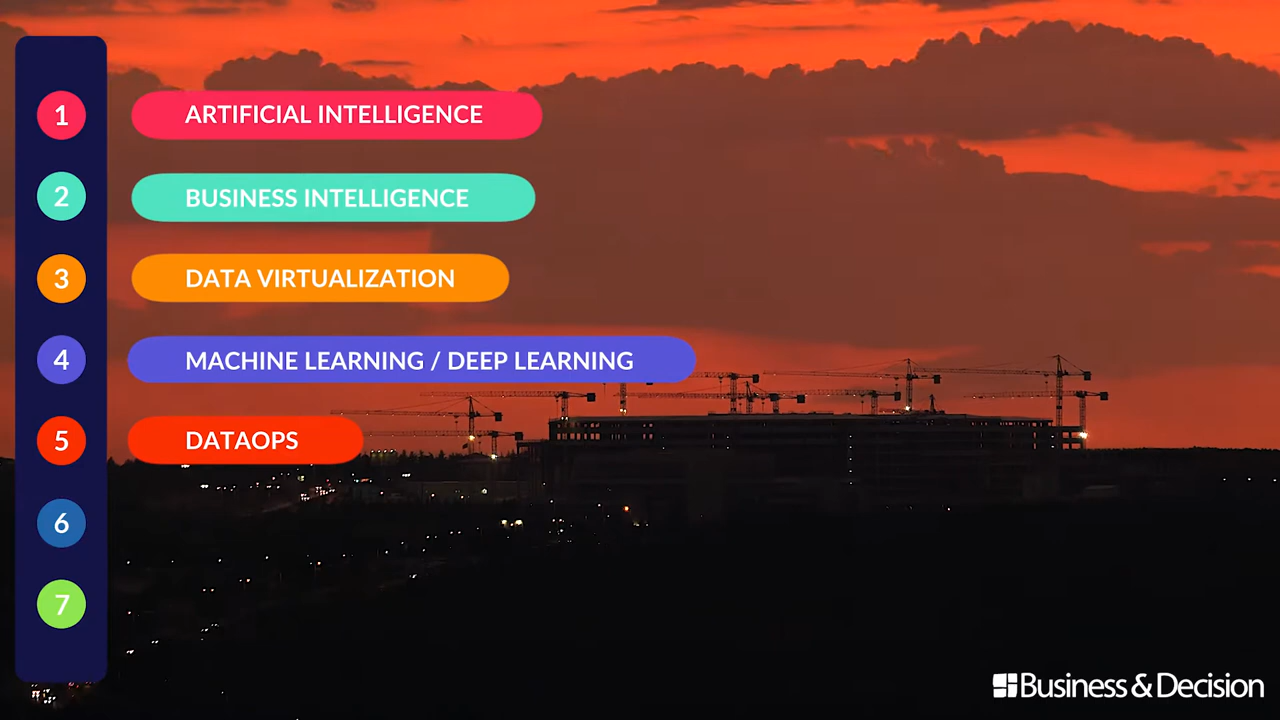 1 ARTIFICIAL INTELLIGENCE
2 BUSINESS INTELLIGENCE
3 DATA VIRTUALIZATION
4 MACHINE LEARNING / DEEP LEARNING
5 DATAOPS
6
7
Business & Decision